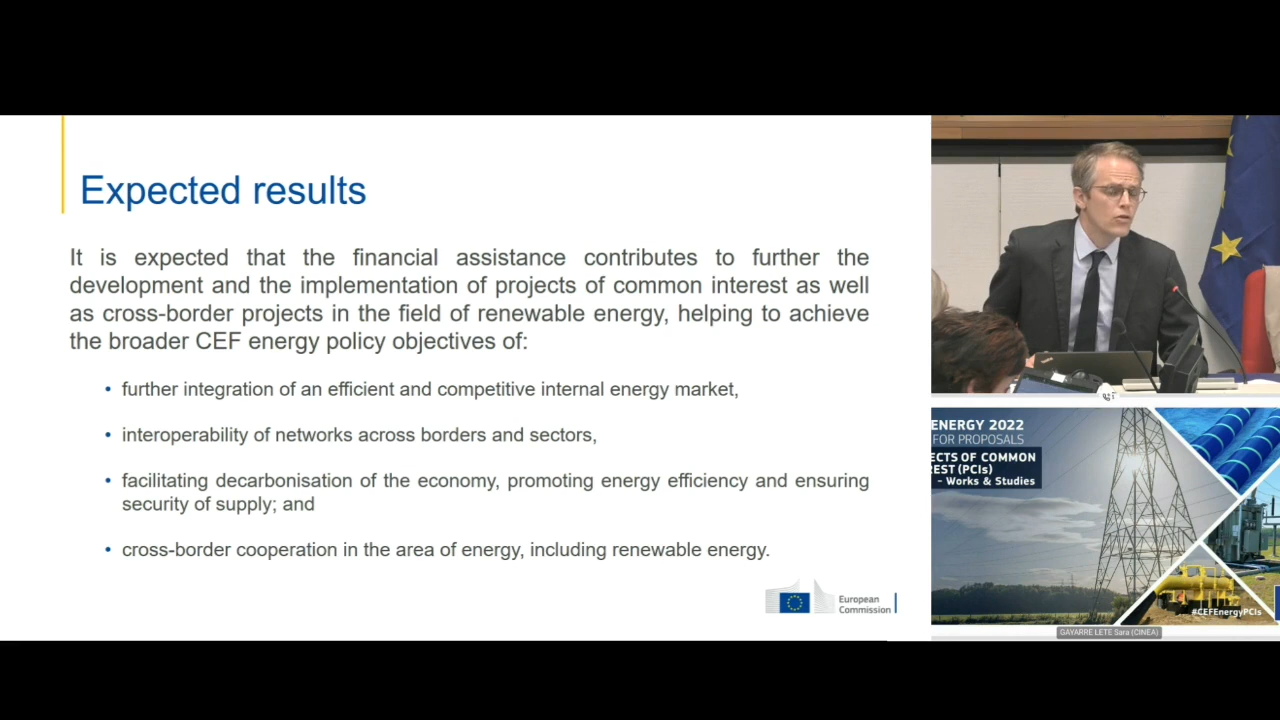 Expected results
It is expected that the financial assistance contributes to further the
development and the implementation of projects of common interest as well
as cross-border projects in the field of renewable energy, helping to achieve
the broader CEF energy policy objectives of:
• further integration of an efficient and competitive internal energy market,
• interoperability of networks across borders and sectors,
• facilitating decarbonisation of the economy, promoting energy efficiency and ensuring
security of supply; and
• cross-border cooperation in the area of energy, including renewable energy.
European
Commission
ENERGY 2022
FOR PROPOSALS
ECTS OF COMMON
REST (PCIs)
- Works & Studies
#CEFEnergyPCIs
GAYARRE LETE Sara (CINEA)